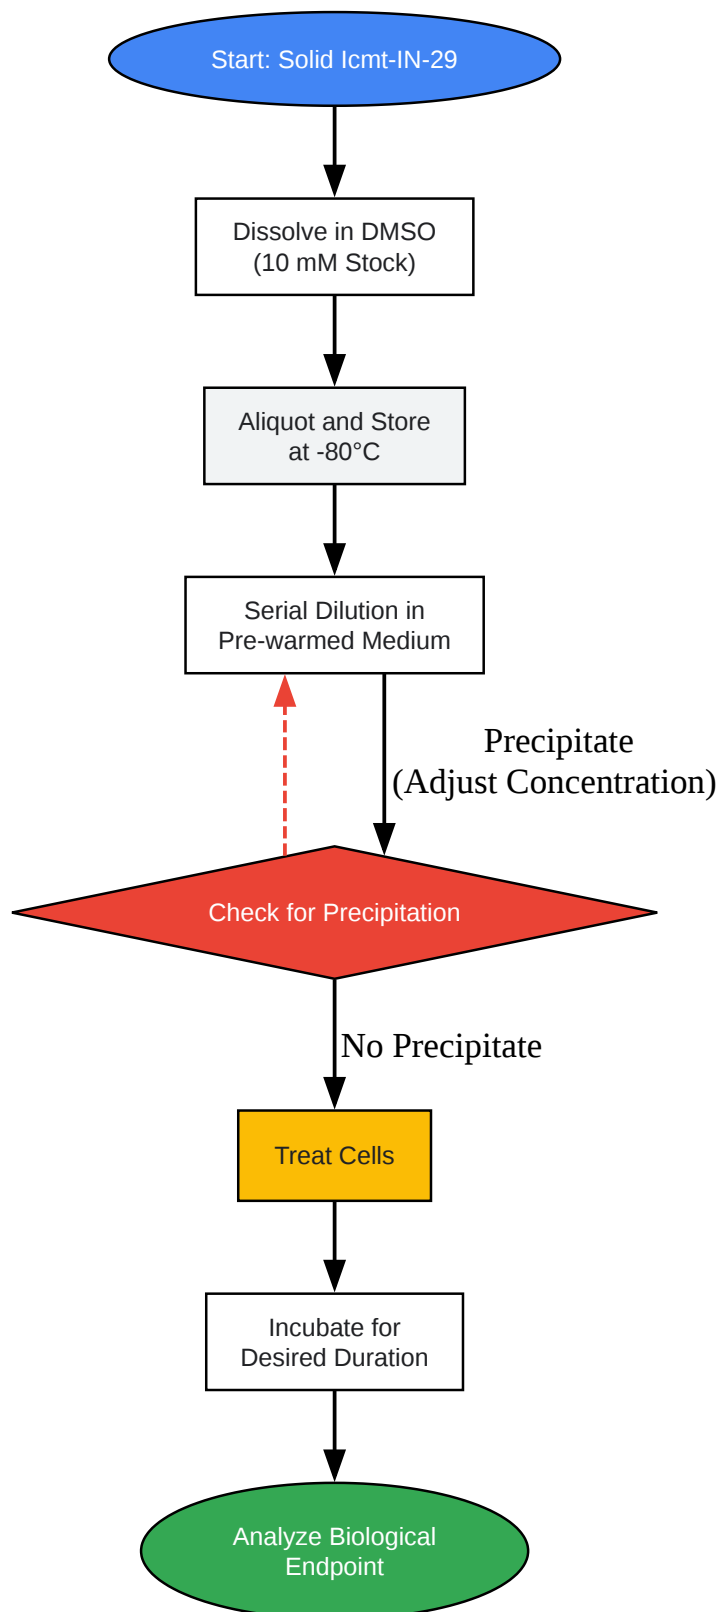 Start: Solid Icmt-IN-29
Dissolve in DMSO
(10 mM Stock)
Aliquot and Store
at -80°C
Serial Dilution in
Pre-warmed Medium
Precipitate
(Adjust Concentration)
Check for Precipitation
No Precipitate
Treat Cells
Incubate for
Desired Duration
Analyze Biological
Endpoint